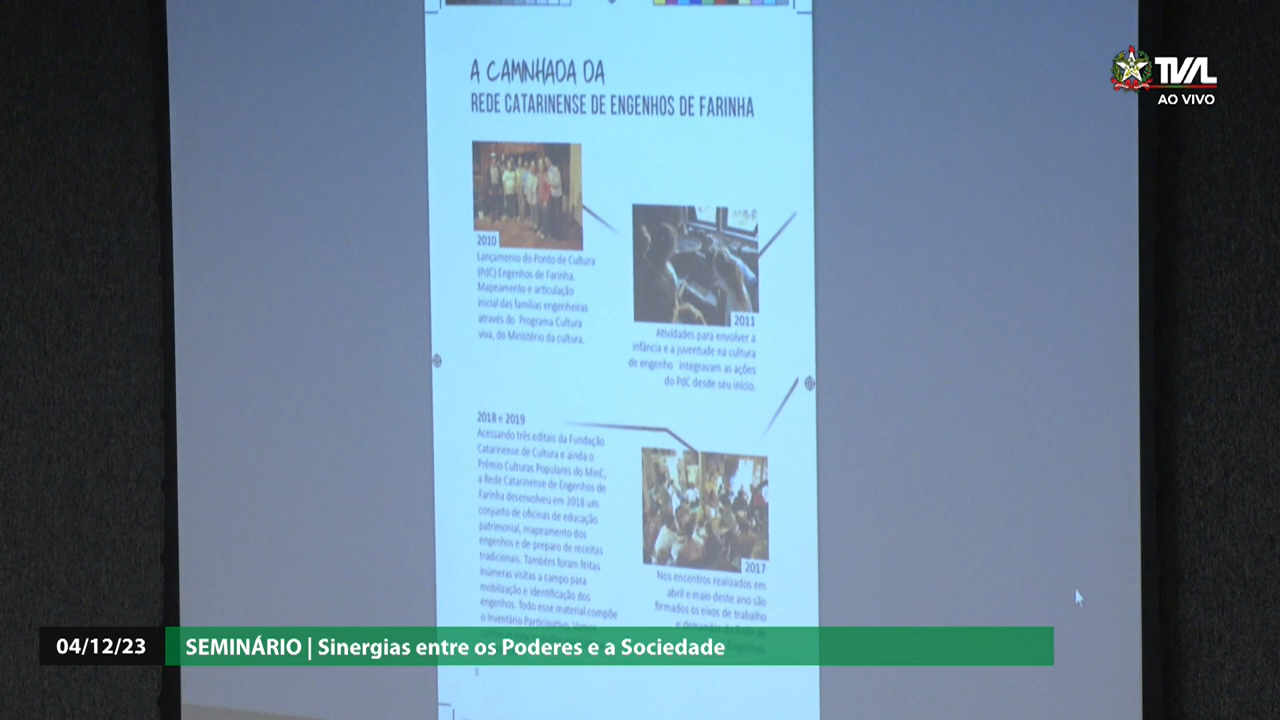 A CAMINHADA DA
REDE CATARINENSE DE ENGENHOS DE FARINHA
TVAL
AO VIVO
2010
Lançamento do Ponto de Cultura
(PdC) Engenhos de Farinha.
Mapeamento e articulação
inicial das famílias engenheiras
através do Programa Cultura
viva, do Ministério da cultura.
2011
Atividades para envolver a
infância e a juventude na cultura
de engenho integravam as ações
do PdC desde seu início.
2018 e 2019
Acessando três editais da Fundação
Catarinense de Cultura e ainda o
Prêmio Culturas Populares do MinC,
a Rede Catarinense de Engenhos de
Farinha desenvolveu em 2018 um
conjunto de oficinas de educação
patrimonial, mapeamento dos
engenhos e de preparo de receitas
tradicionais. Também foram feitas
inúmeras visitas a campo para
mobilização e identificação dos
engenhos. Todo esse material compõe
o Inventário Participativo.
2017
Nos encontros realizados em
abril e maio deste ano são
firmados os eixos de trabalho
e demandas da Rede de
04/12/23
SEMINÁRIO | Sinergias entre os Poderes e a Sociedade